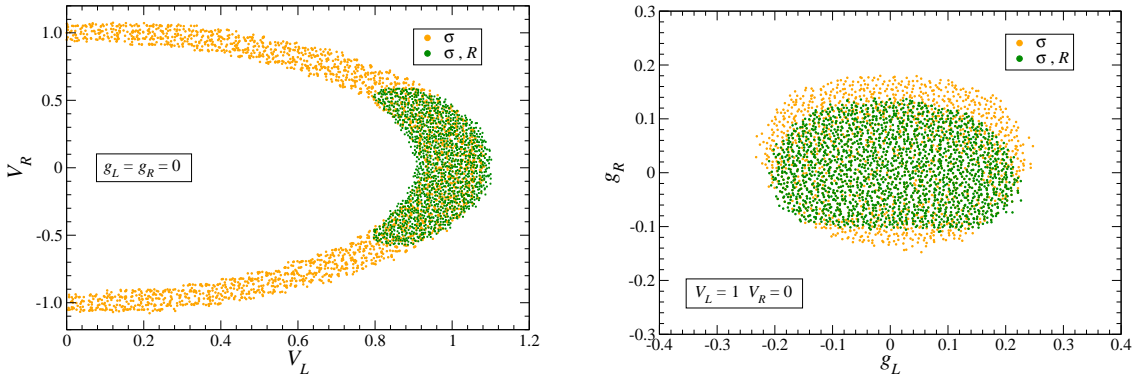 σ
σ , R
1.0
0.5
0
-0.5
-1.0
V_R
g_L = g_R = 0
0
0.2
0.4
0.6
0.8
1
1.2
V_L
σ
σ , R
0.3
0.2
0.1
0
-0.1
-0.2
-0.3
g_R
V_L = 1 V_R = 0
-0.4
-0.3
-0.2
-0.1
0
0.1
0.2
0.3
0.4
g_L